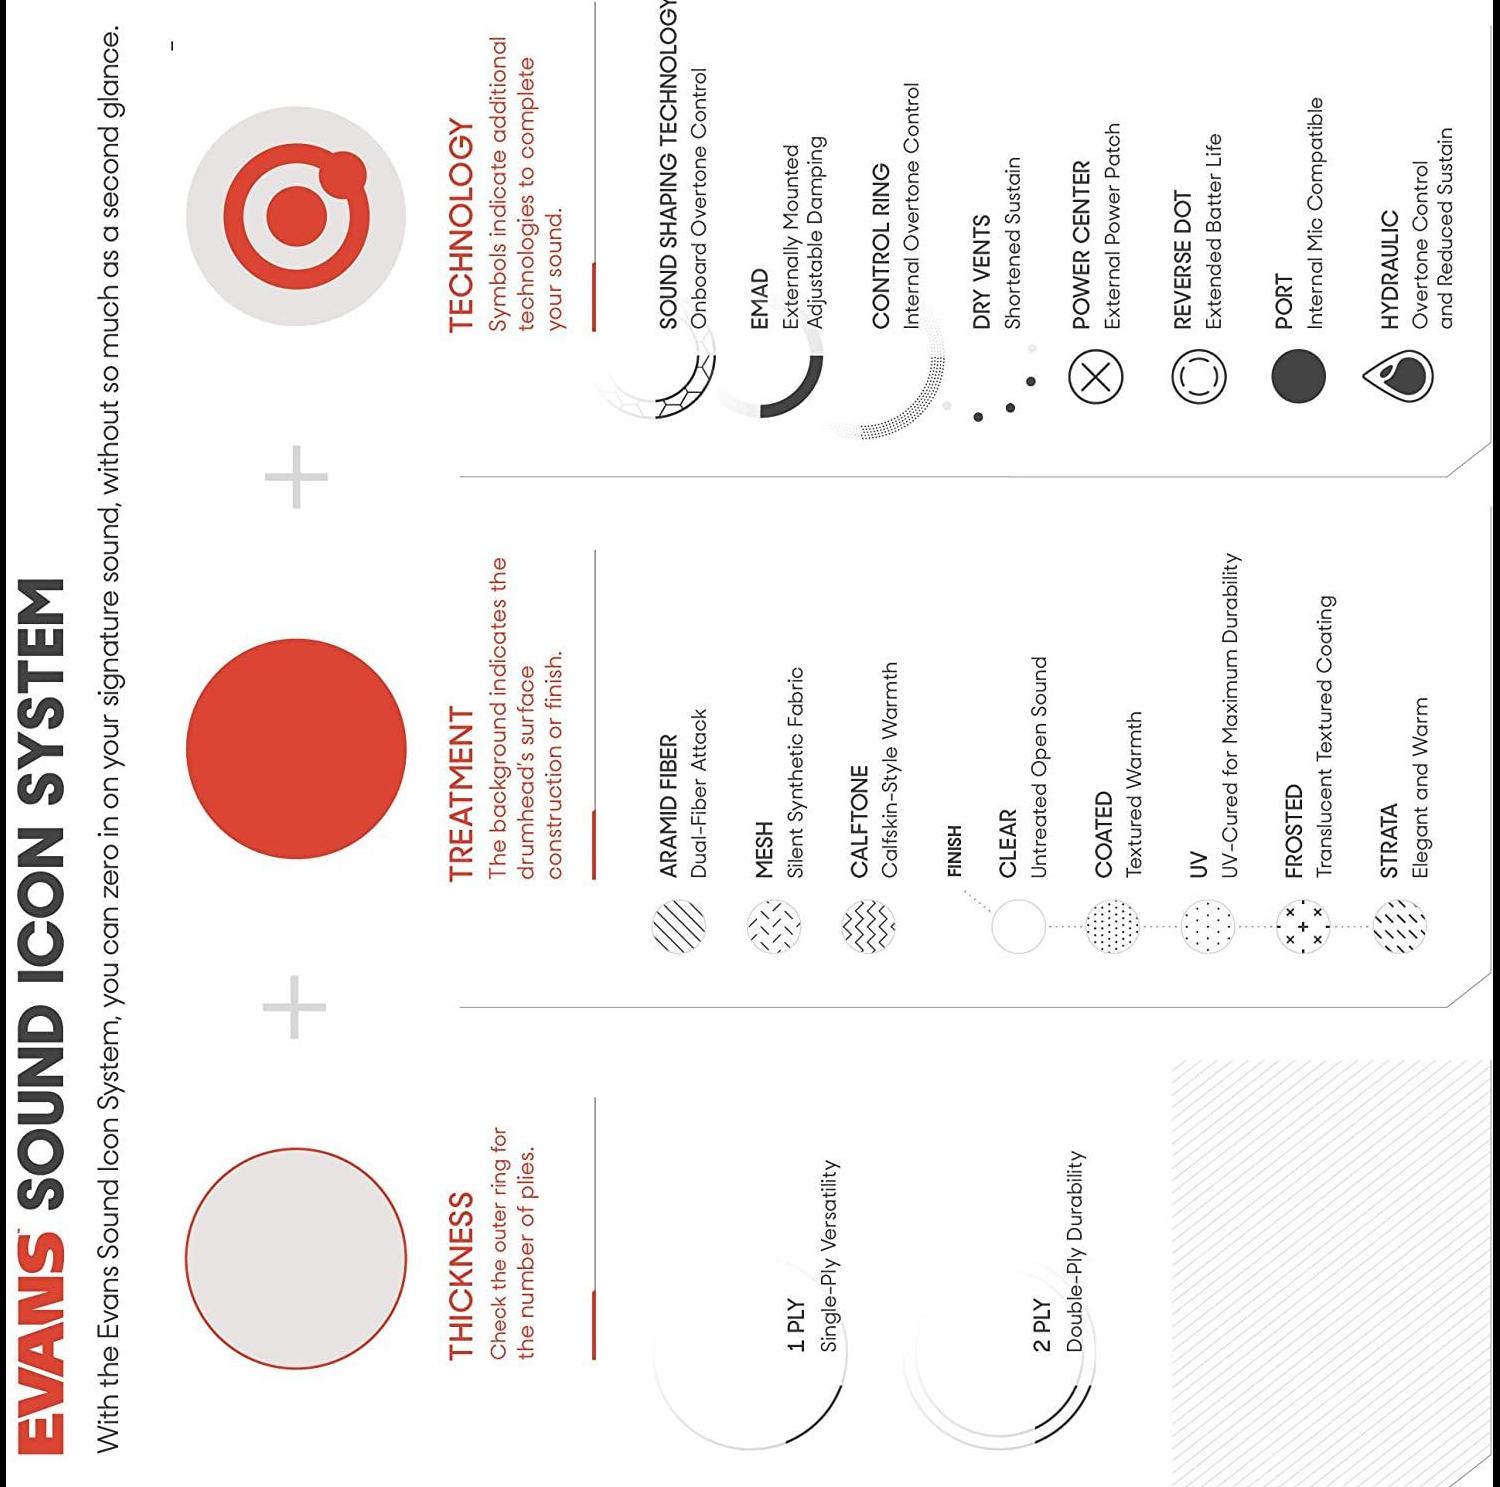 EVANS™ SOUND ICON SYSTEM
With the Evans Sound Icon System, you can zero in on your signature sound, without so much as a second glance.
THICKNESS
Check the outer ring for
the number of plies.
1 PLY
Single-Ply Versatility
2 PLY
Double-Ply Durability
TREATMENT
The background indicates the
drumhead's surface
construction or finish.
ARAMID FIBER
Dual-Fiber Attack
MESH
Silent Synthetic Fabric
CALFTONE
Calfskin-Style Warmth
FINISH
CLEAR
Untreated Open Sound
COATED
Textured Warmth
UV
UV-Cured for Maximum Durability
FROSTED
Translucent Textured Coating
STRATA
Elegant and Warm
TECHNOLOGY
Symbols indicate additional
technologies to complete
your sound.
SOUND SHAPING TECHNOLOGY
Onboard Overtone Control
EMAD
Externally Mounted
Adjustable Damping
CONTROL RING
Internal Overtone Control
DRY VENTS
Shortened Sustain
POWER CENTER
External Power Patch
REVERSE DOT
Extended Batter Life
PORT
Internal Mic Compatible
HYDRAULIC
Overtone Control
and Reduced Sustain